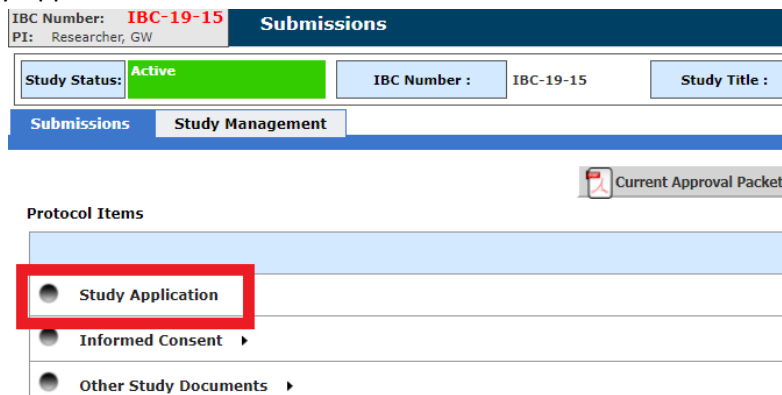 IBC Number: IBC-19-15
PI: Researcher, GW
Submissions
Study Status: Active IBC Number : IBC-19-15 Study Title :
Submissions Study Management
Current Approval Packet
Protocol Items
Study Application
Informed Consent
Other Study Documents